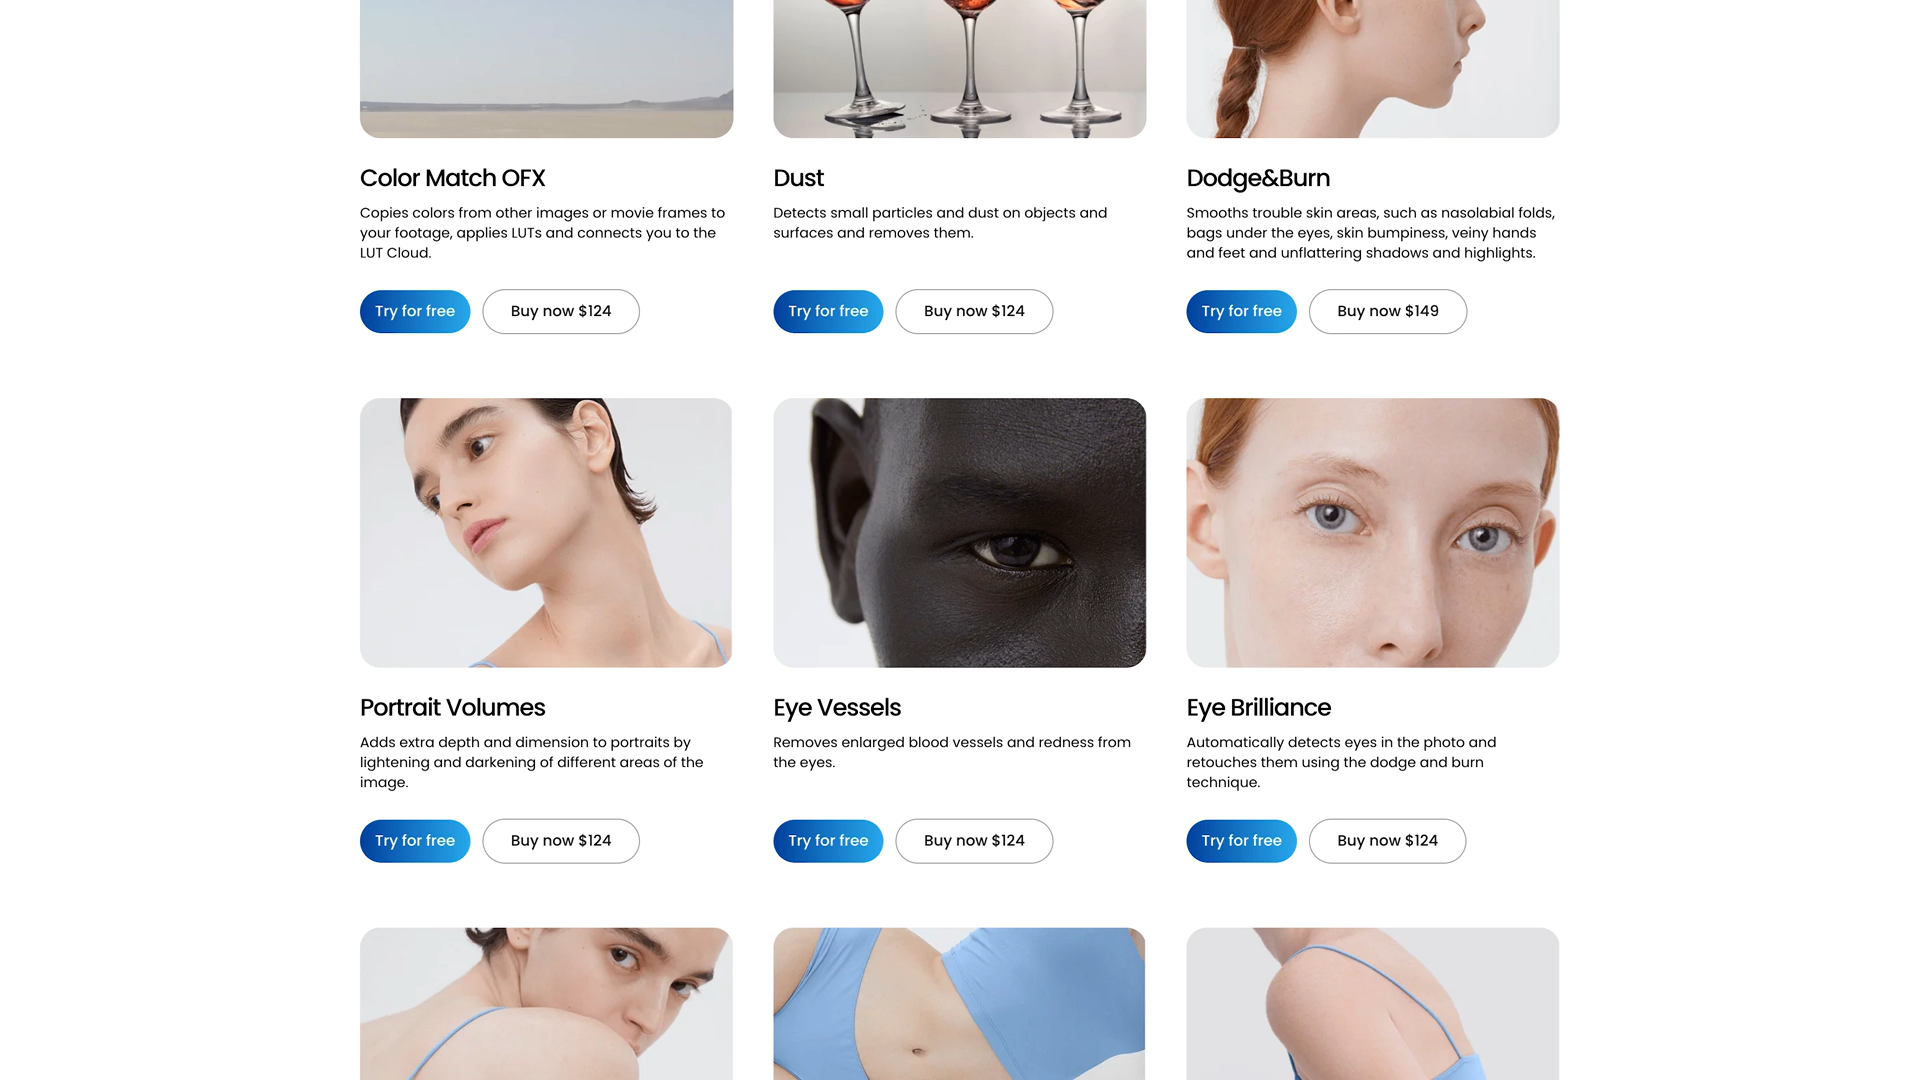 Color Match OFX
Copies colors from other images or movie frames to
your footage, applies LUTs and connects you to the
LUT Cloud.
Try for free
Buy now $124
Dust
Detects small particles and dust on objects and
surfaces and removes them.
Try for free
Buy now $124
Dodge&Burn
Smooths trouble skin areas, such as nasolabial folds,
bags under the eyes, skin bumpiness, veiny hands
and feet and unflattering shadows and highlights.
Try for free
Buy now $149
Portrait Volumes
Adds extra depth and dimension to portraits by
lightening and darkening of different areas of the
image.
Try for free
Buy now $124
Eye Vessels
Removes enlarged blood vessels and redness from
the eyes.
Try for free
Buy now $124
Eye Brilliance
Automatically detects eyes in the photo and
retouches them using the dodge and burn
technique.
Try for free
Buy now $124